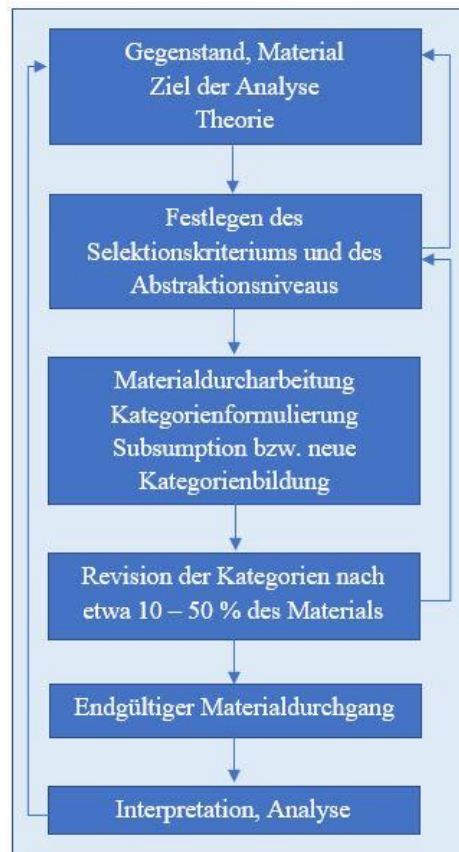 Gegenstand, Material
Ziel der Analyse
Theorie
Festlegen des
Selektionskriteriums und des
Abstraktionsniveaus
Materialdurcharbeitung
Kategorienformulierung
Subsumption bzw. neue
Kategorienbildung
Revision der Kategorien nach
etwa 10 – 50 % des Materials
Endgültiger Materialdurchgang
Interpretation, Analyse